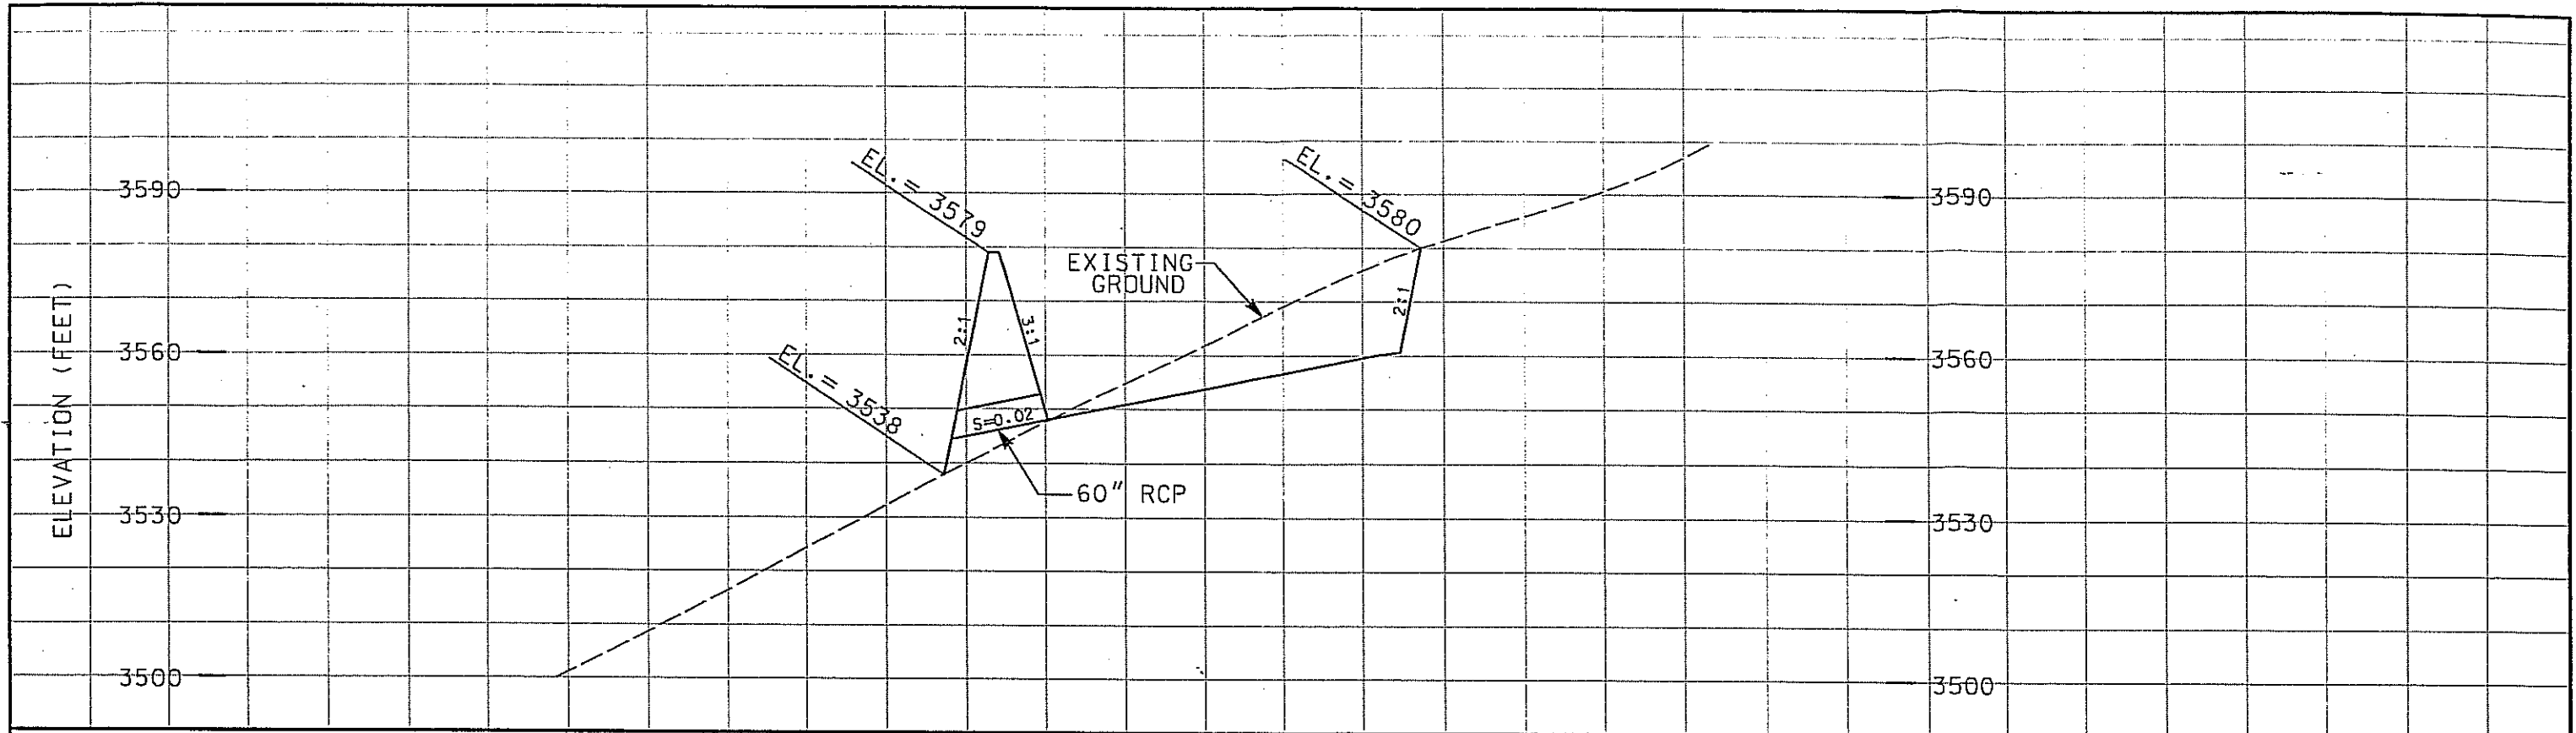 EL.= 3579
EL.= 3580
3590
3590
EXISTING
GROUND
2:1
3:1
2:1
ELEVATION (FEET)
3560
3560
EL.= 3538
S=0.02
60" RCP
3530
3530
3500
3500